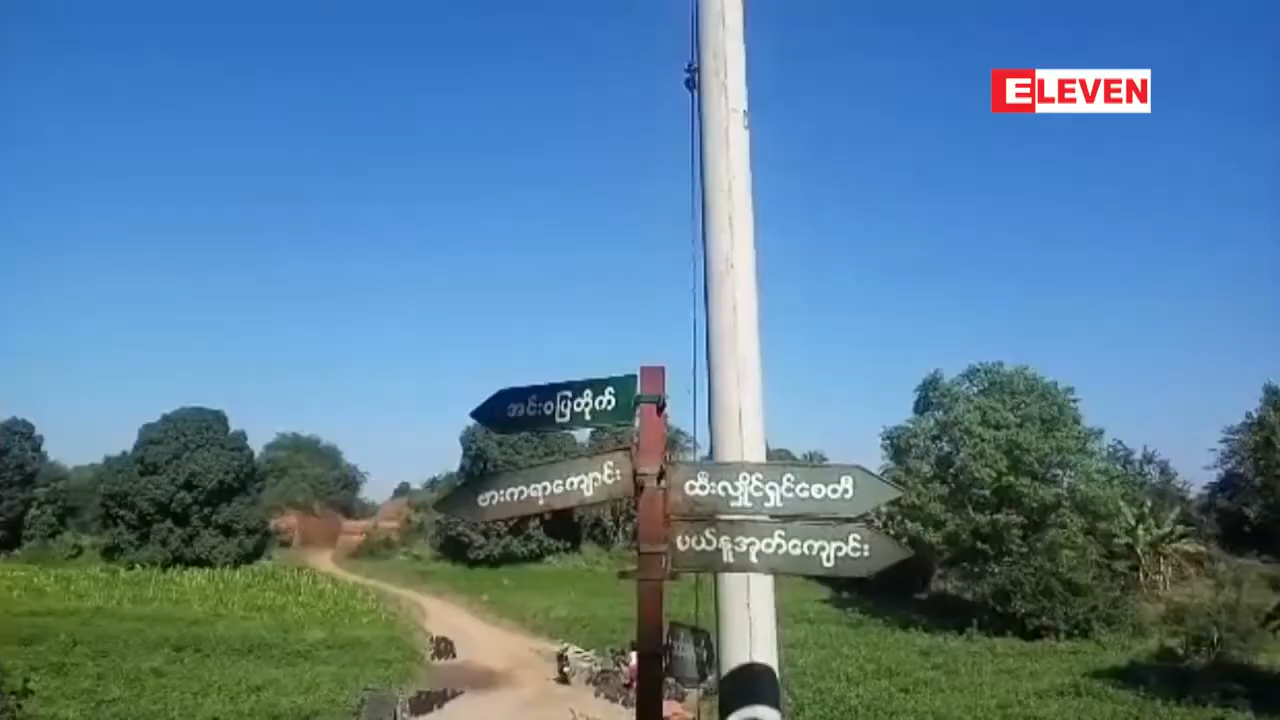 ELEVEN
အင်းဝပြတိုက်
ဗားကရာကျောင်း
ထီးလှိုင်ရှင်စေတီ
မယ်နုအုတ်ကျောင်း